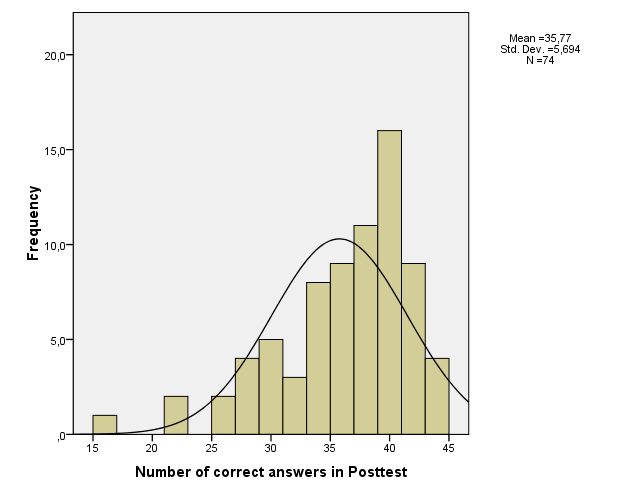 Mean =35,77
Std. Dev. =5,694
N =74
20,0
15,0
10,0
5,0
,0
Frequency
15 20 25 30 35 40 45
Number of correct answers in Posttest